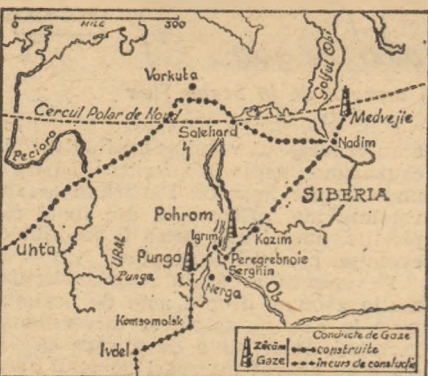 0 MILE 300
Golful Obi
Vorkuta
Cercul Polar de Nord
Medvejie
Salehard
Peciora
Nadim
SIBERIA
Pohrom
Uhta
URAL
Igrim
Kazim
Punga
Peregrebnoie
Serghin
Punga
Nerga
Ob
Komsomolsk
Ivdel
Conducte de Gaze
Zăcăm.
Gaze
construite
în curs de construcție